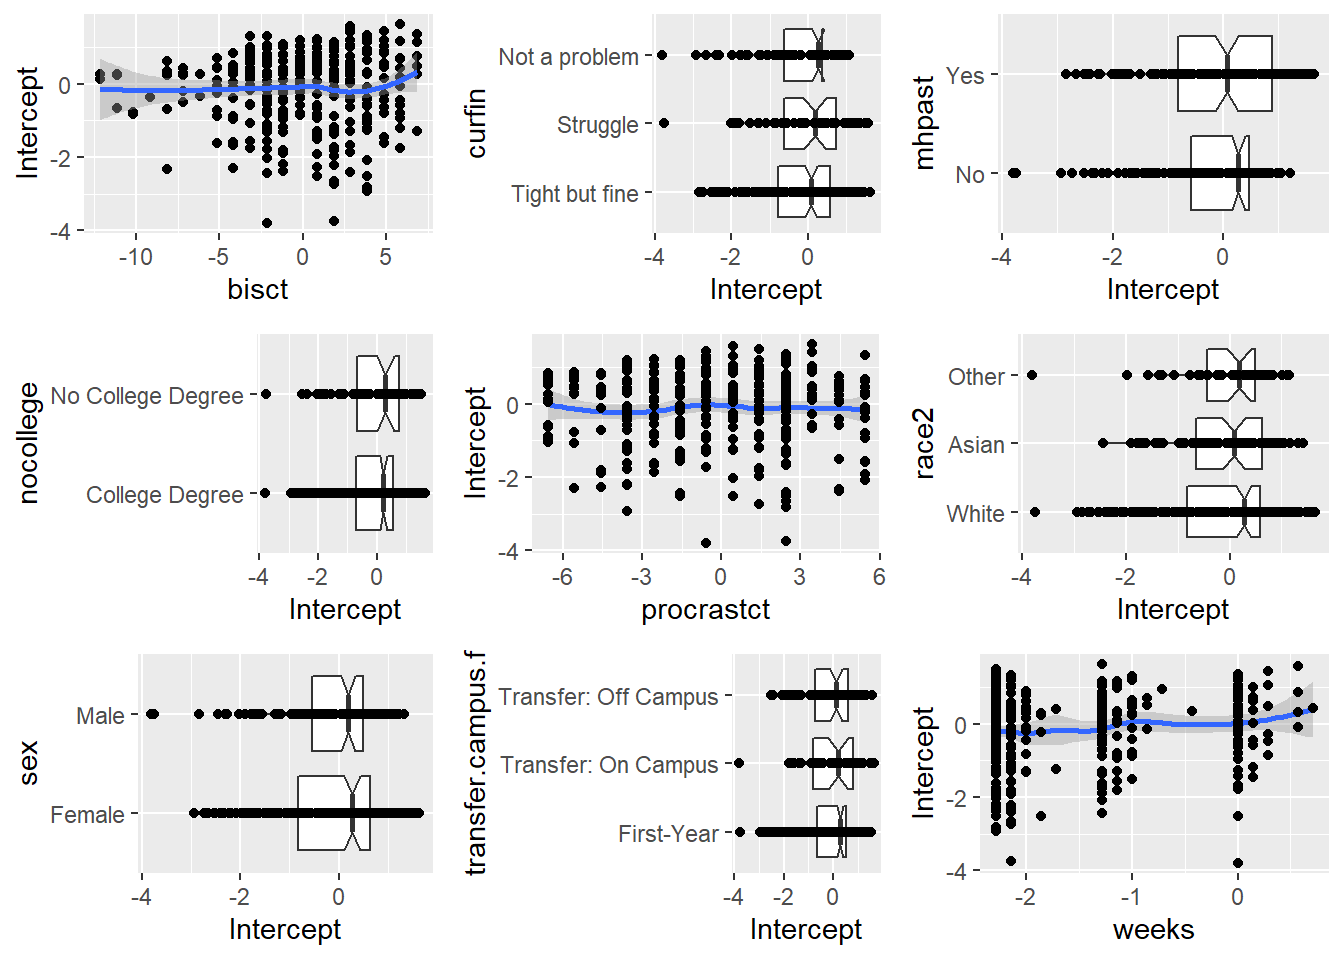 Intercept
0
-2
-4
-10
-5
0
5
bisct
curfin
Not a problem
Struggle
Tight but fine
-4
-2
0
Intercept
mhpast
Yes
No
-4
-2
0
Intercept
nocollege
No College Degree
College Degree
-4
-2
0
Intercept
Intercept
0
-2
-4
-6
-3
0
3
6
procrastct
race2
Other
Asian
White
-4
-2
0
Intercept
sex
Male
Female
-4
-2
0
Intercept
transfer.campus.f
Transfer: Off Campus
Transfer: On Campus
First-Year
-4
-2
0
Intercept
Intercept
0
-2
-4
-2
-1
0
weeks